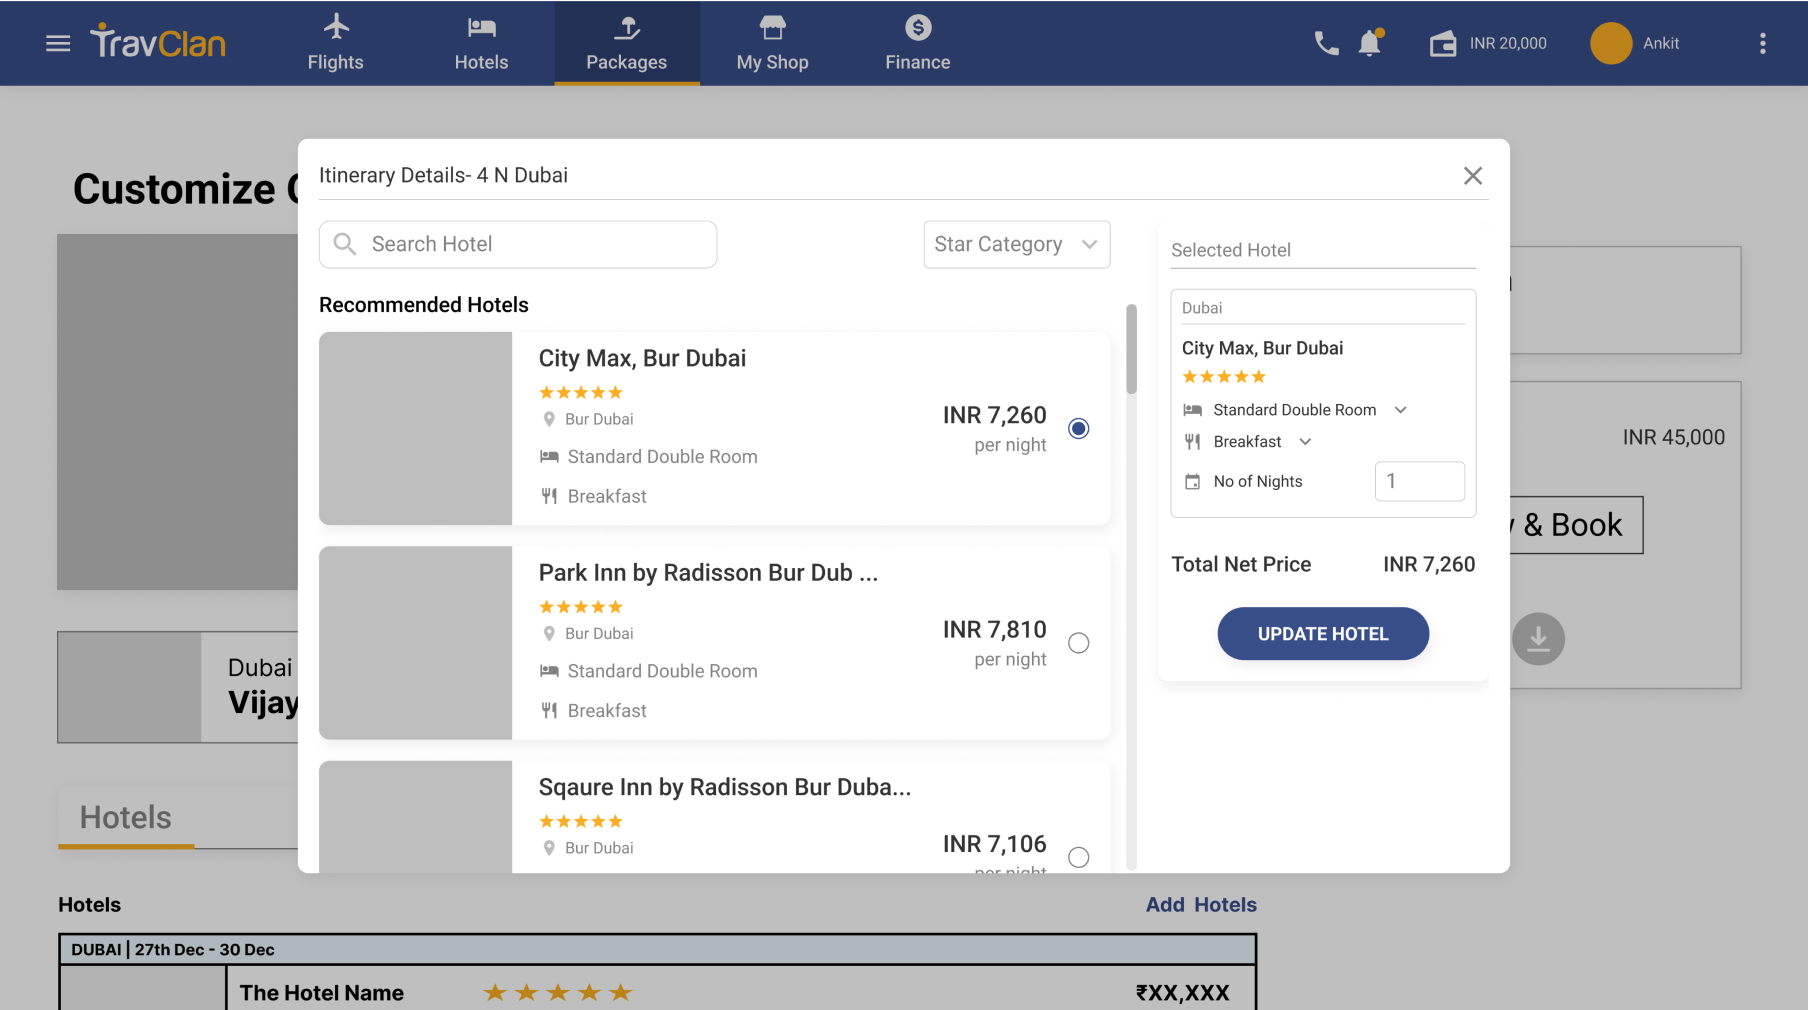 TravClan
Flights
Hotels
Packages
My Shop
Finance
INR 20,000
Ankit
Customize
Itinerary Details- 4 N Dubai
Search Hotel
Star Category
Selected Hotel
Recommended Hotels
City Max, Bur Dubai
Bur Dubai
Standard Double Room
Breakfast
INR 7,260
per night
Park Inn by Radisson Bur Dub ...
Bur Dubai
Standard Double Room
Breakfast
INR 7,810
per night
Sqaure Inn by Radisson Bur Duba...
Bur Dubai
INR 7,106
per night
Dubai
City Max, Bur Dubai
Standard Double Room
Breakfast
No of Nights
1
Total Net Price
INR 7,260
UPDATE HOTEL
INR 45,000
& Book
Dubai
Vijay
Hotels
Hotels
Add Hotels
DUBAI | 27th Dec - 30 Dec
The Hotel Name
₹XX,XXX